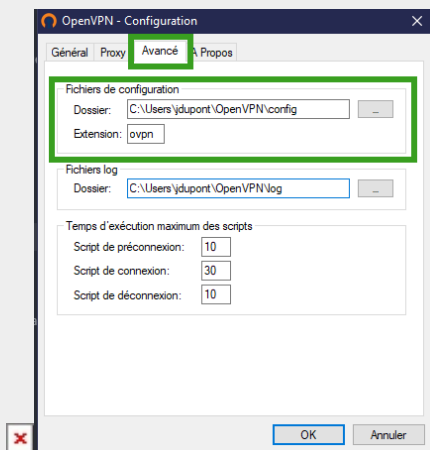 OpenVPN - Configuration
Général Proxy Avancé A Propos
Fichiers de configuration
Dossier: C:\Users\jdupont\OpenVPN\config ...
Extension: ovpn
Fichiers log
Dossier: C:\Users\jdupont\OpenVPN\log ...
Temps d'exécution maximum des scripts
Script de préconnexion: 10
Script de connexion: 30
Script de déconnexion: 10
OK Annuler